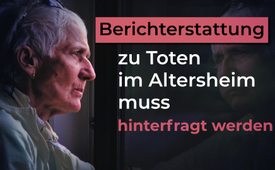 Berichterstattung
zu Toten
im Altersheim
muss
hinterfragt werden